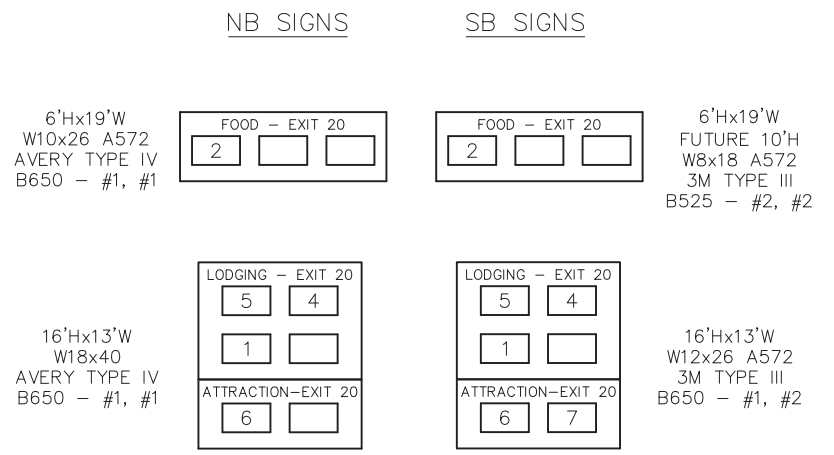 NB SIGNS
SB SIGNS
6'Hx19'W
W10x26 A572
AVERY TYPE IV
B650 – #1, #1
FOOD – EXIT 20
2
FOOD – EXIT 20
2
6'Hx19'W
FUTURE 10'H
W8x18 A572
3M TYPE III
B525 – #2, #2
16'Hx13'W
W18x40
AVERY TYPE IV
B650 – #1, #1
LODGING – EXIT 20
5 4
1
ATTRACTION–EXIT 20
6
LODGING – EXIT 20
5 4
1
ATTRACTION–EXIT 20
6 7
16'Hx13'W
W12x26 A572
3M TYPE III
B650 – #1, #2